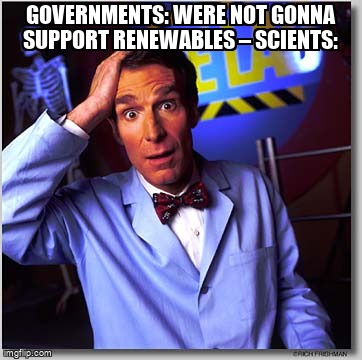 GOVERNMENTS: WERE NOT GONNA
SUPPORT RENEWABLES – SCIENTS:
imgflip.com
©RICH FRISHMAN